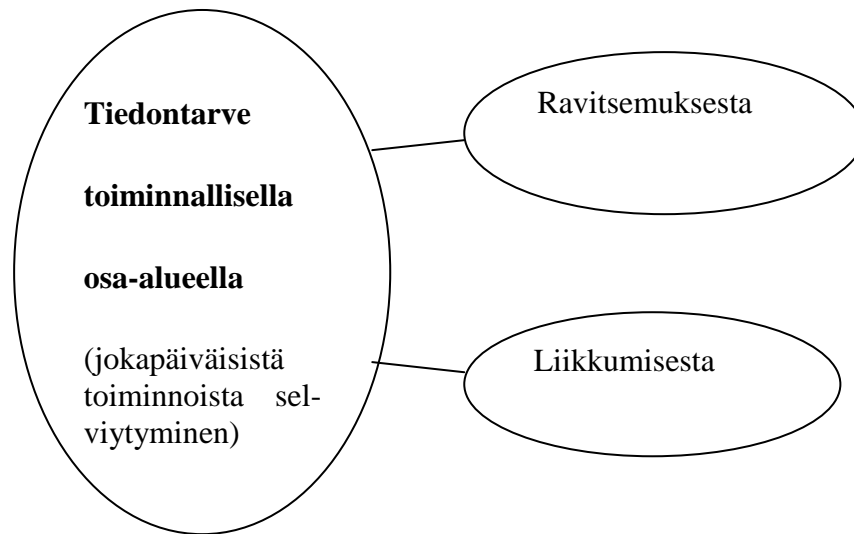 Tiedontarve
toiminnallisella
osa-alueella
(jokapäiväisistä
toiminnoista sel-
viytyminen)
Ravitsemuksesta
Liikkumisesta